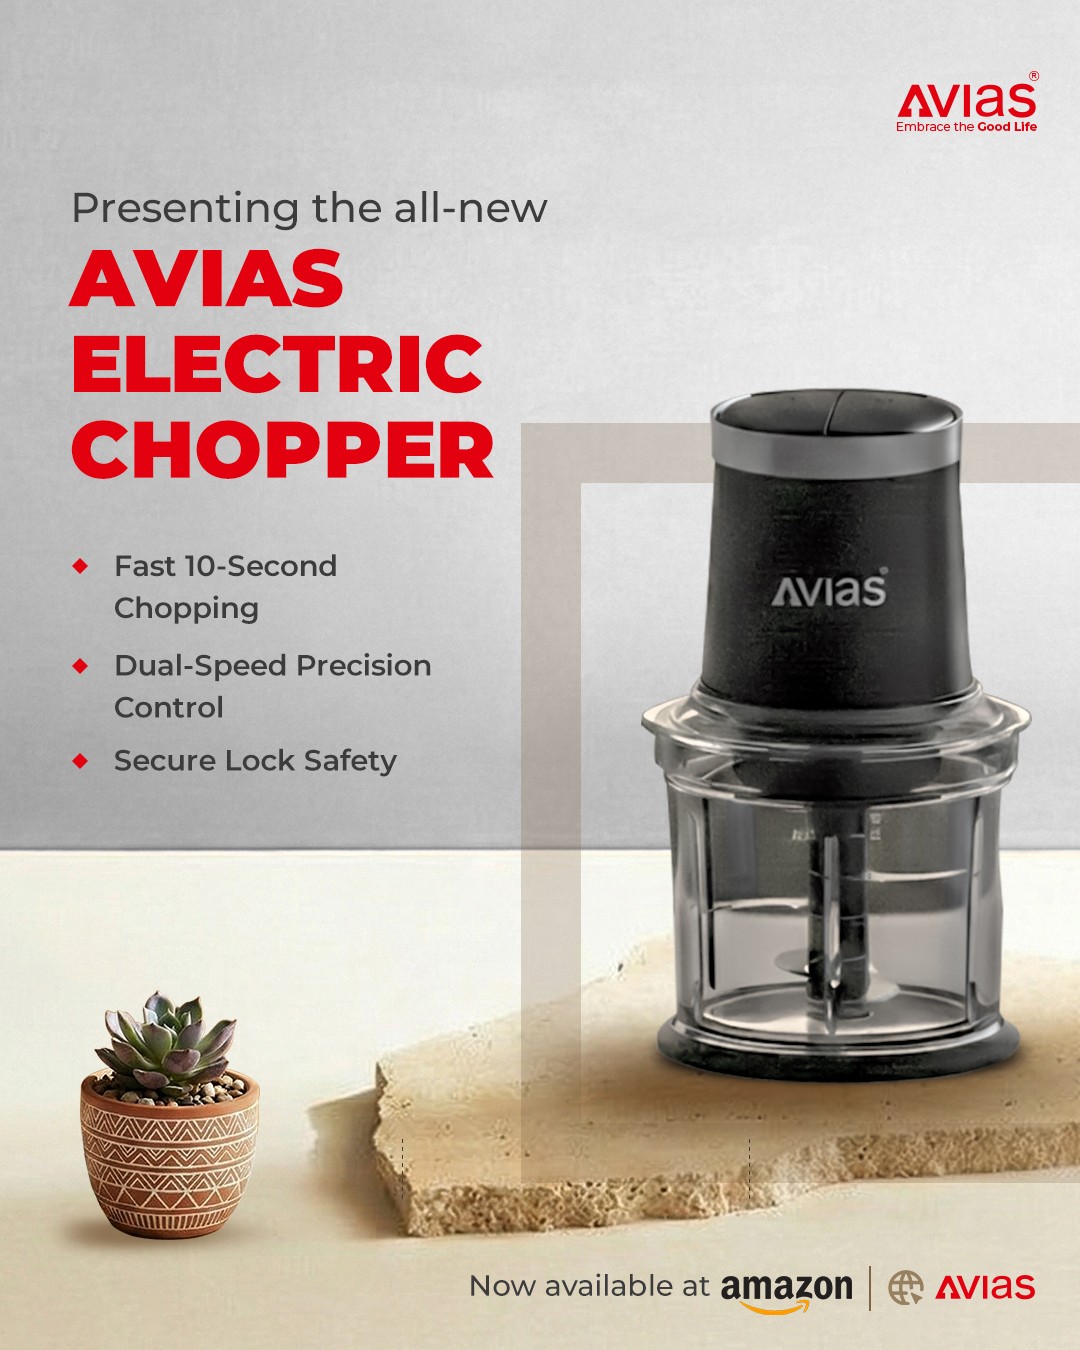 AVIAS®
Embrace the Good Life
Presenting the all-new
AVIAS
ELECTRIC
CHOPPER
Fast 10-Second
Chopping
Dual-Speed Precision
Control
Secure Lock Safety
AVIAS
Now available at amazon | AVIAS